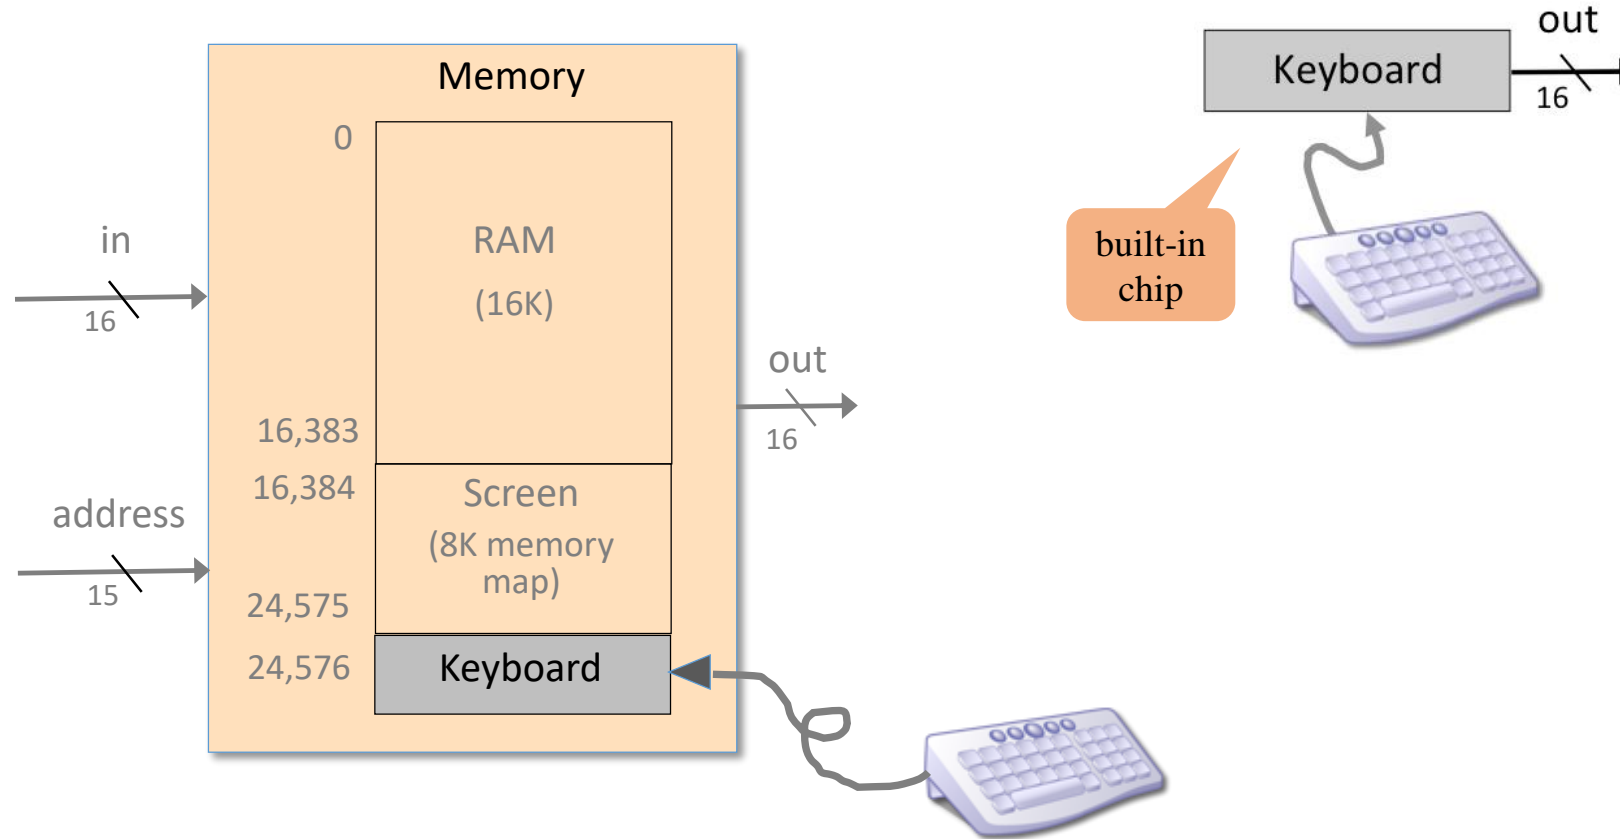 Memory
0
in
16
RAM
(16K)
out
16
16,383
16,384
Screen
(8K memory
map)
address
15
24,575
24,576
Keyboard
out
Keyboard
16
built-in
chip